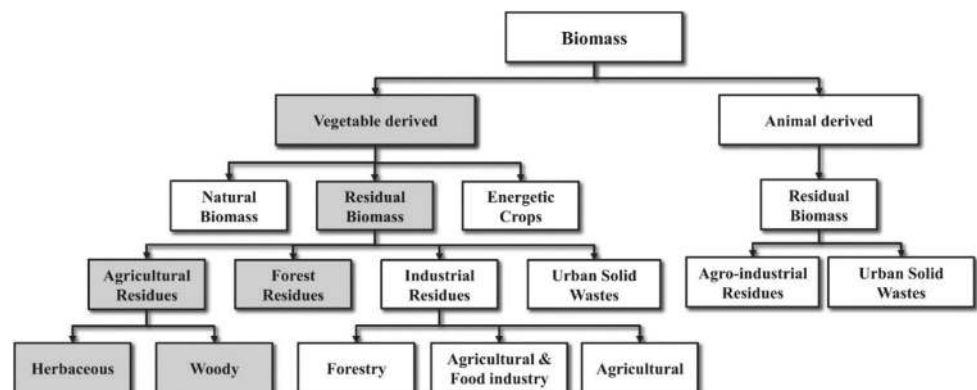 Biomass
Vegetable derived
Animal derived
Natural
Biomass
Residual
Biomass
Energetic
Crops
Residual
Biomass
Agricultural
Residues
Forest
Residues
Industrial
Residues
Urban Solid
Wastes
Agro-industrial
Residues
Urban Solid
Wastes
Herbaceous
Woody
Forestry
Agricultural &
Food industry
Agricultural